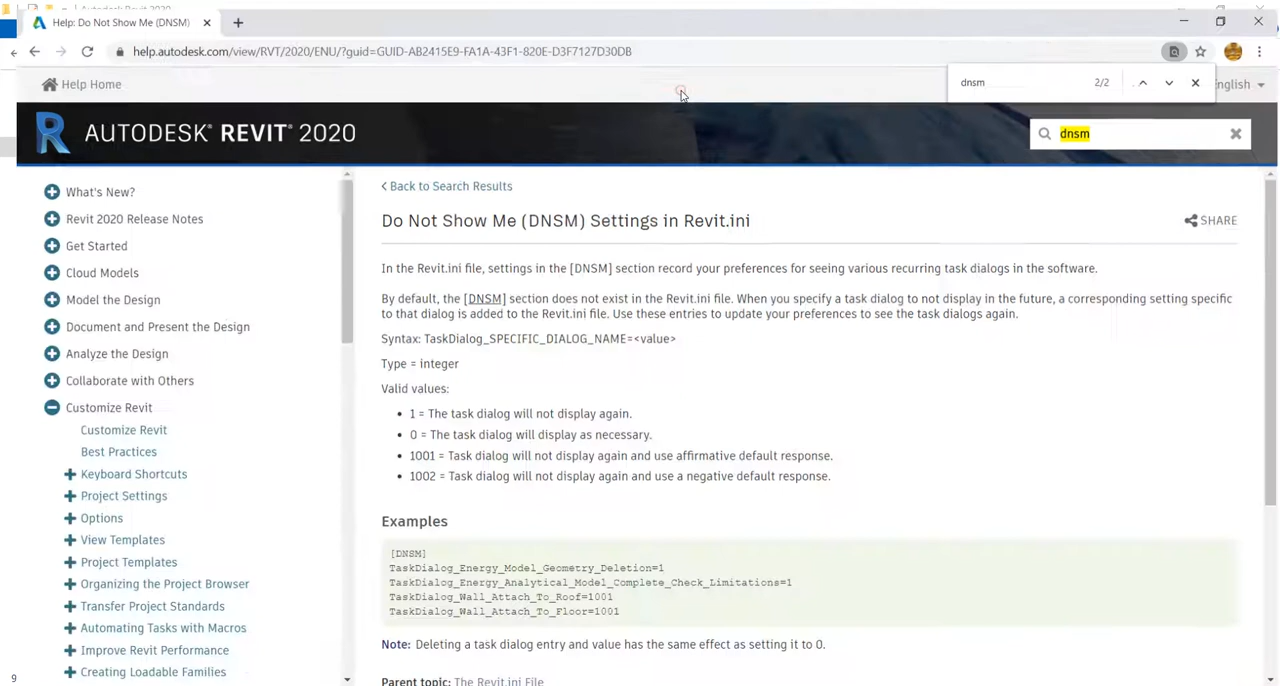 Help: Do Not Show Me (DNSM)
help.autodesk.com/view/RVT/2020/ENU/?guid=GUID-AB2415E9-FA1A-43F1-820E-D3F7127D30DB
dnsm 2/2
Help Home
nglish
AUTODESK® REVIT® 2020
dnsm
What's New?
Revit 2020 Release Notes
Get Started
Cloud Models
Model the Design
Document and Present the Design
Analyze the Design
Collaborate with Others
Customize Revit
Customize Revit
Best Practices
Keyboard Shortcuts
Project Settings
Options
View Templates
Project Templates
Organizing the Project Browser
Transfer Project Standards
Automating Tasks with Macros
Improve Revit Performance
Creating Loadable Families
9
Back to Search Results
Do Not Show Me (DNSM) Settings in Revit.ini
SHARE
In the Revit.ini file, settings in the [DNSM] section record your preferences for seeing various recurring task dialogs in the software.
By default, the [DNSM] section does not exist in the Revit.ini file. When you specify a task dialog to not display in the future, a corresponding setting specific
to that dialog is added to the Revit.ini file. Use these entries to update your preferences to see the task dialogs again.
Syntax: TaskDialog_SPECIFIC_DIALOG_NAME=<value>
Type = integer
Valid values:
• 1 = The task dialog will not display again.
• 0 = The task dialog will display as necessary.
• 1001 = Task dialog will not display again and use affirmative default response.
• 1002 = Task dialog will not display again and use a negative default response.
Examples
[DNSM]
TaskDialog_Energy_Model_Geometry_Deletion=1
TaskDialog_Energy_Analytical_Model_Complete_Check_Limitations=1
TaskDialog_Wall_Attach_To_Roof=1001
TaskDialog_Wall_Attach_To_Floor=1001
Note: Deleting a task dialog entry and value has the same effect as setting it to 0.
Parent topic: The Revit.ini File